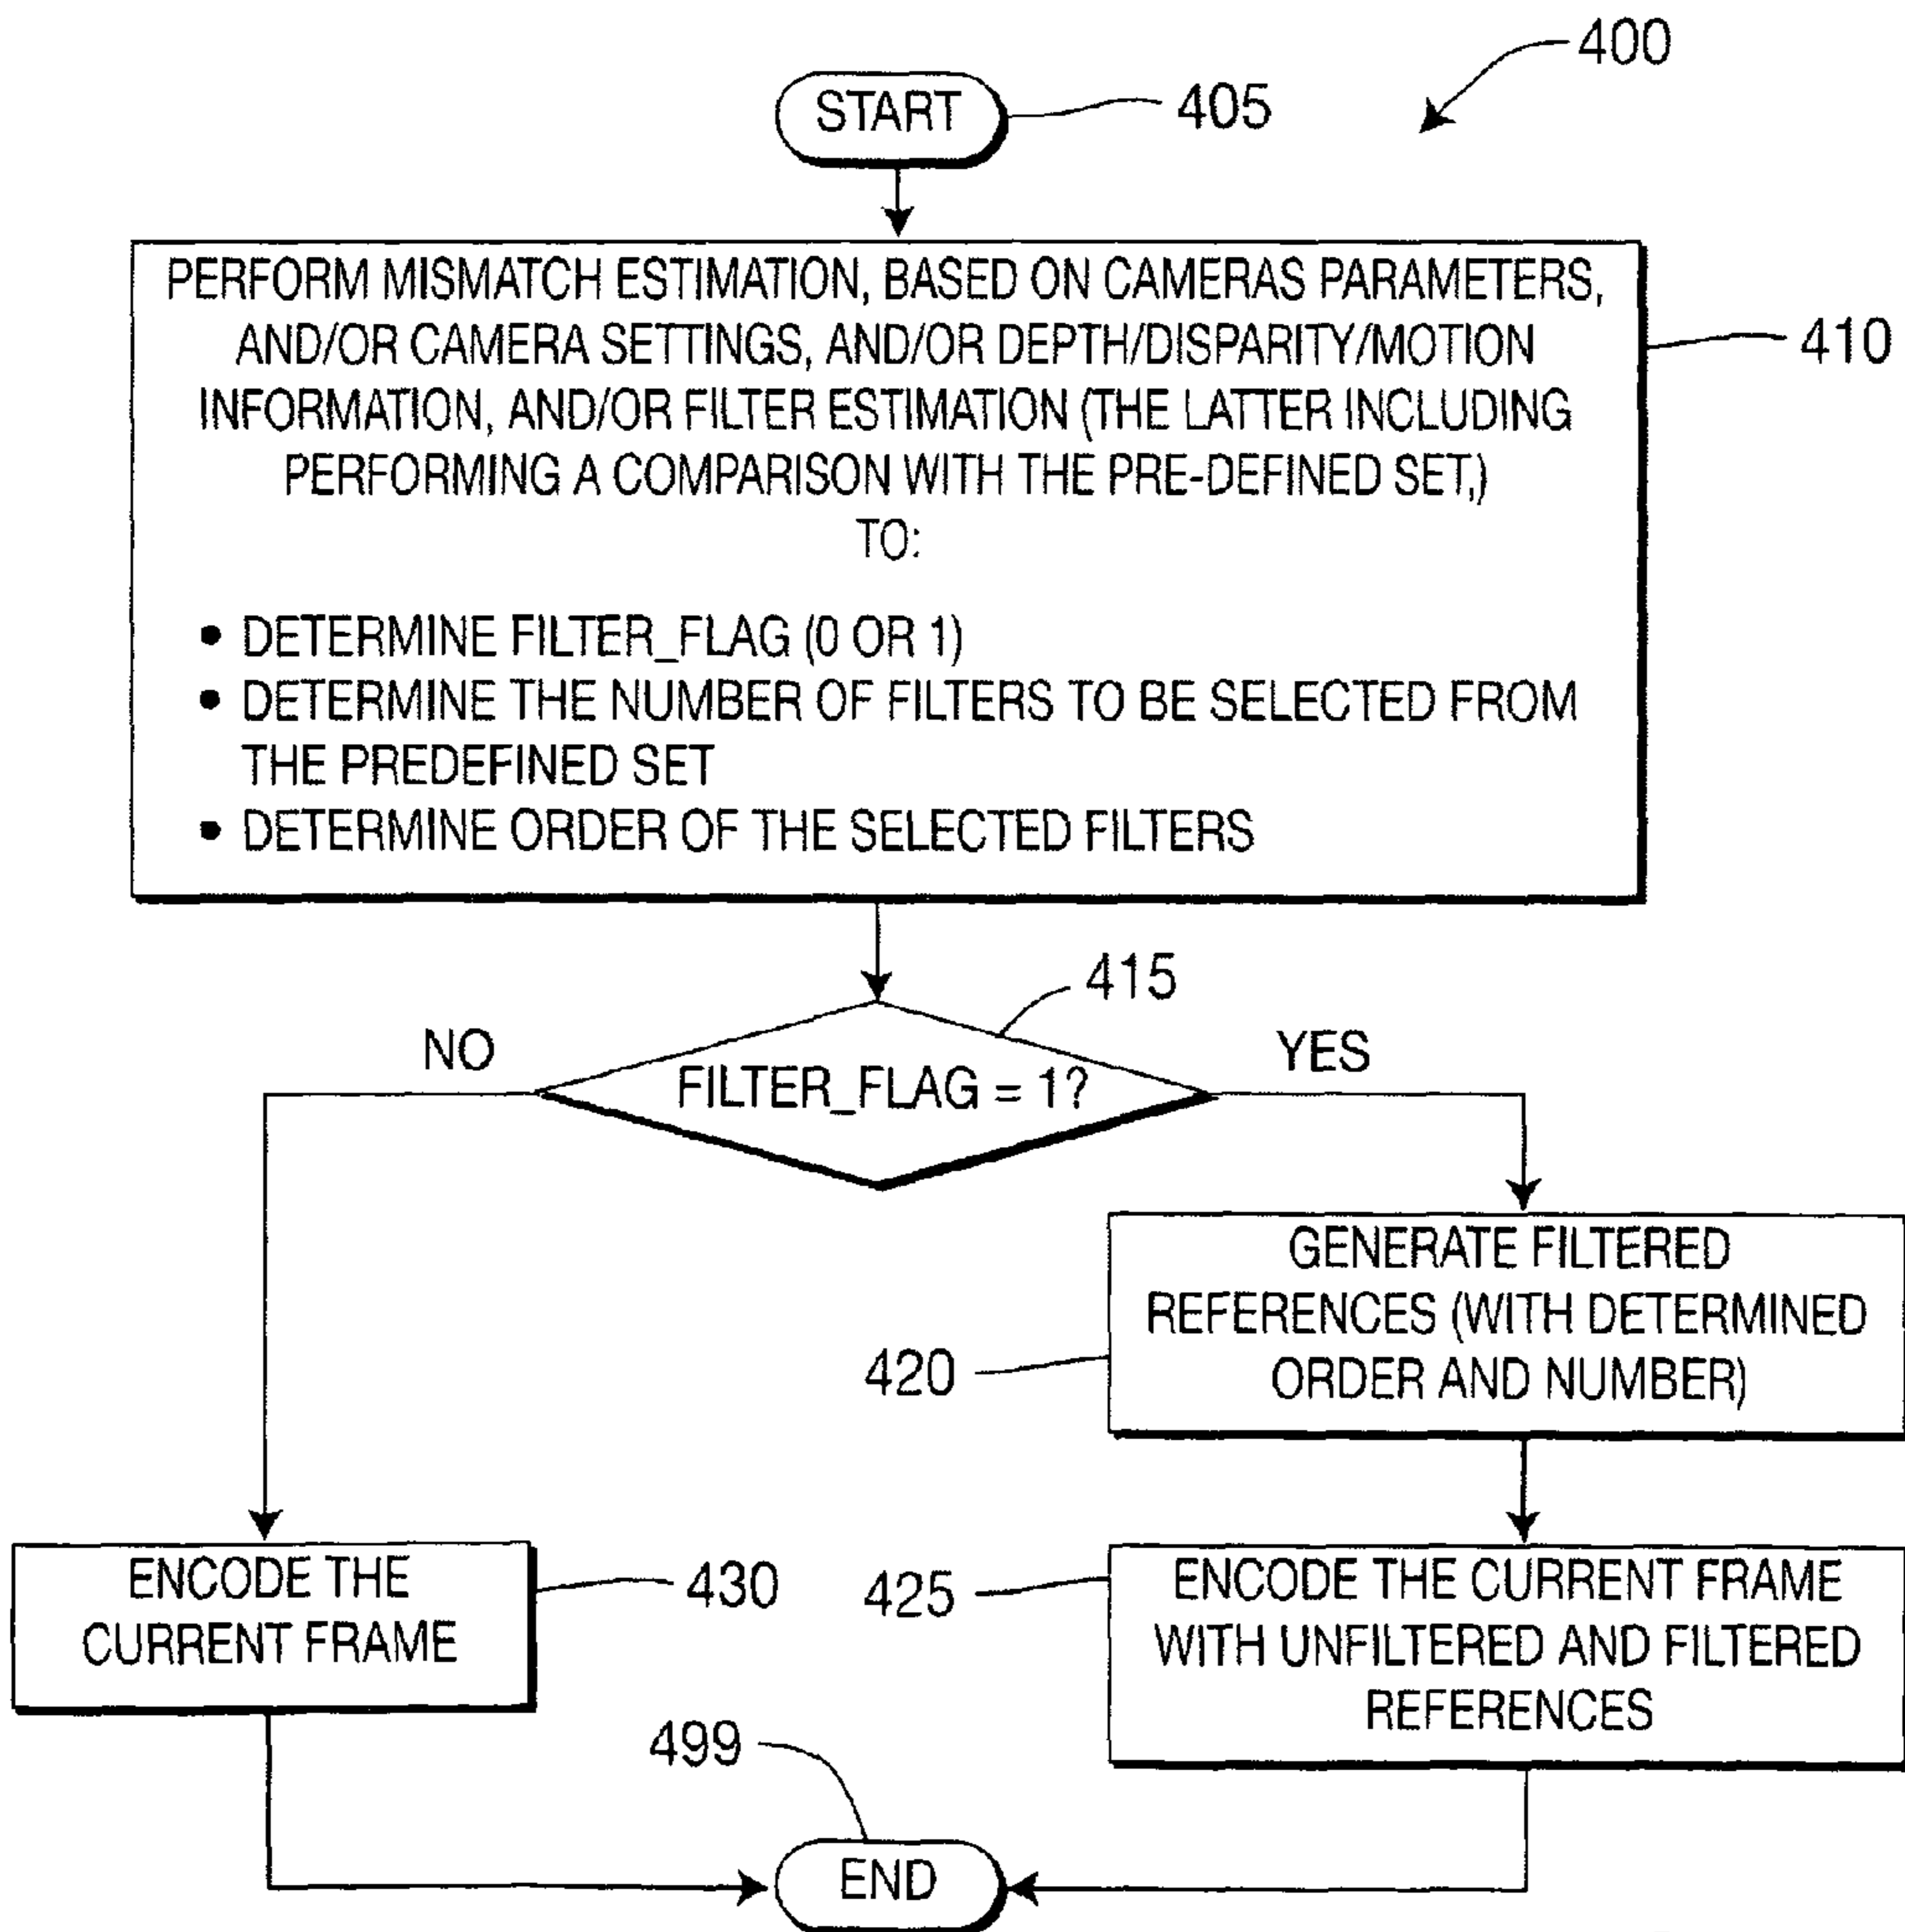 400
START
405
PERFORM MISMATCH ESTIMATION, BASED ON CAMERAS PARAMETERS,
AND/OR CAMERA SETTINGS, AND/OR DEPTH/DISPARITY/MOTION
INFORMATION, AND/OR FILTER ESTIMATION (THE LATTER INCLUDING
PERFORMING A COMPARISON WITH THE PRE-DEFINED SET,)
TO:
• DETERMINE FILTER_FLAG (0 OR 1)
• DETERMINE THE NUMBER OF FILTERS TO BE SELECTED FROM
THE PREDEFINED SET
• DETERMINE ORDER OF THE SELECTED FILTERS
410
415
NO
FILTER_FLAG = 1?
YES
GENERATE FILTERED
REFERENCES (WITH DETERMINED
ORDER AND NUMBER)
420
ENCODE THE
CURRENT FRAME
430
425
ENCODE THE CURRENT FRAME
WITH UNFILTERED AND FILTERED
REFERENCES
499
END